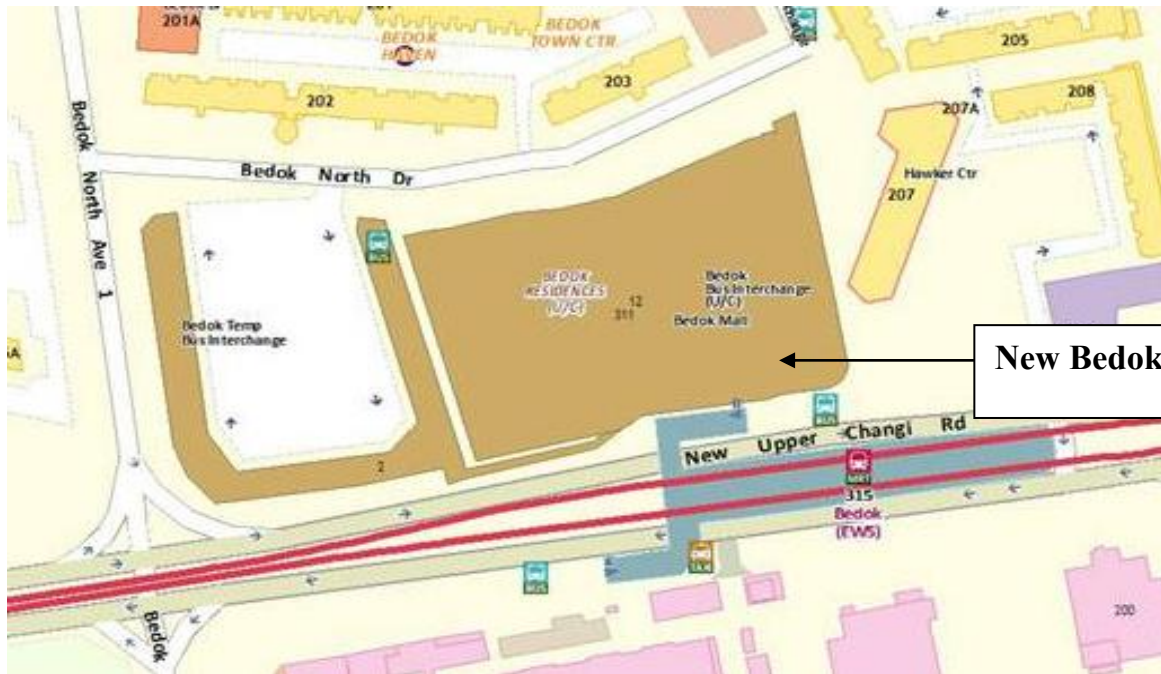 201A
BEDOK
TOWN CTR
BEDOK
HAVEN
205
203
202
207A
208
Bedok North Dr
Hawker Ctr
207
Bedok North Ave 1
BUS
BEDOK
RESIDENCES
(U/C)
12
311
Bedok
Bus Interchange
(U/C)
Bedok Mall
Bedok Temp
Bus Interchange
New Bedok
BUS
New Upper Changi Rd
2
MRT
315
Bedok
(EWS)
TAXI
BUS
Bedok
200